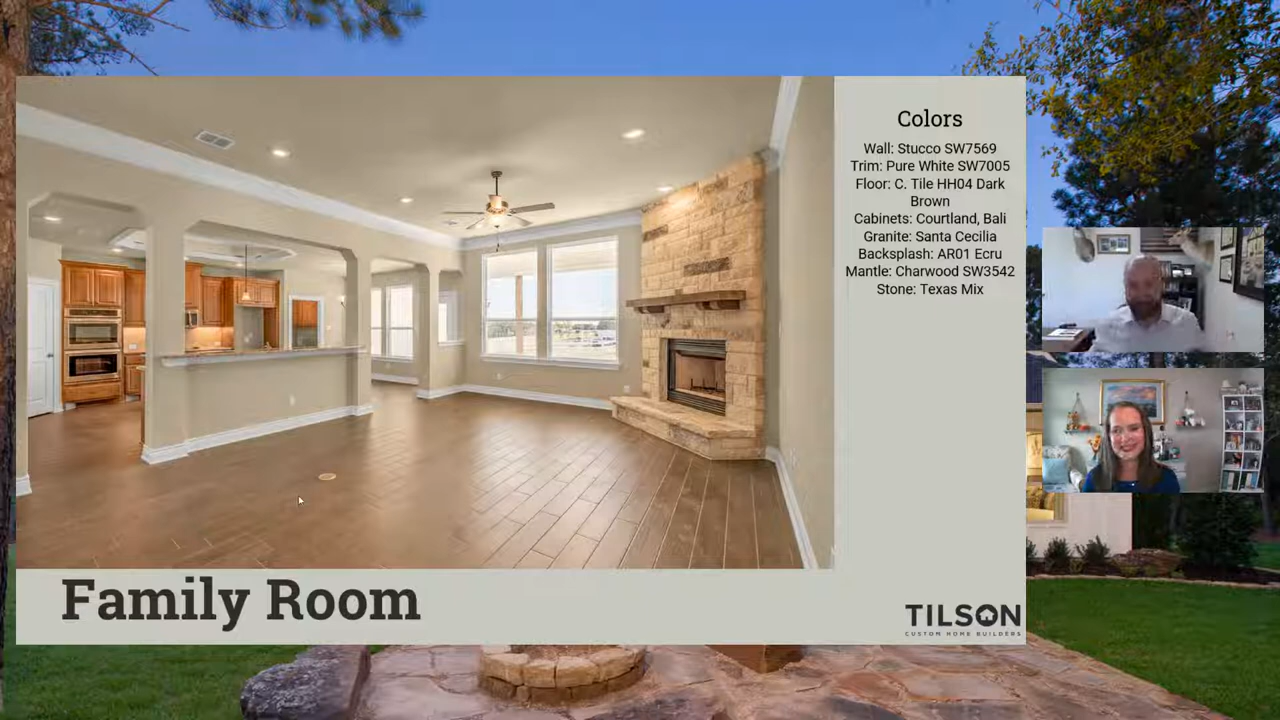 Colors
Wall: Stucco SW7569
Trim: Pure White SW7005
Floor: C. Tile HH04 Dark
Brown
Cabinets: Courtland, Bali
Granite: Santa Cecilia
Backsplash: AR01 Ecru
Mantle: Charwood SW3542
Stone: Texas Mix
Family Room
TILSON
CUSTOM HOME BUILDERS